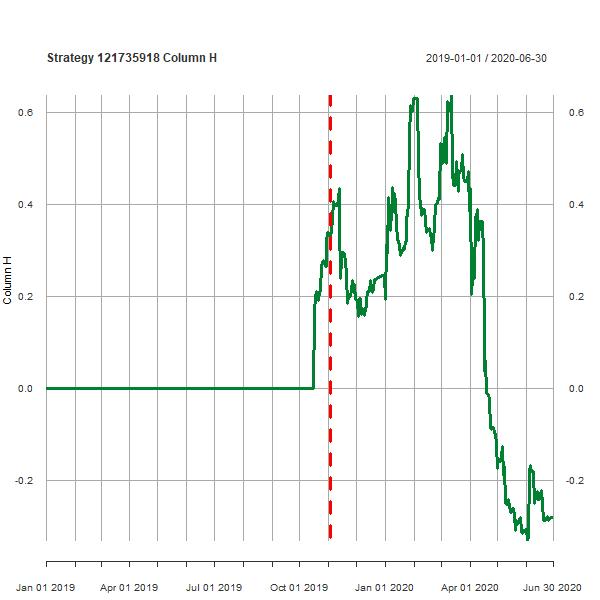 Strategy 121735918 Column H
2019-01-01 / 2020-06-30
0.6 0.6
0.4 0.4
0.2 0.2
0.0 0.0
-0.2 -0.2
Column H
Jan 01 2019 Apr 01 2019 Jul 01 2019 Oct 01 2019 Jan 01 2020 Apr 01 2020 Jun 30 2020